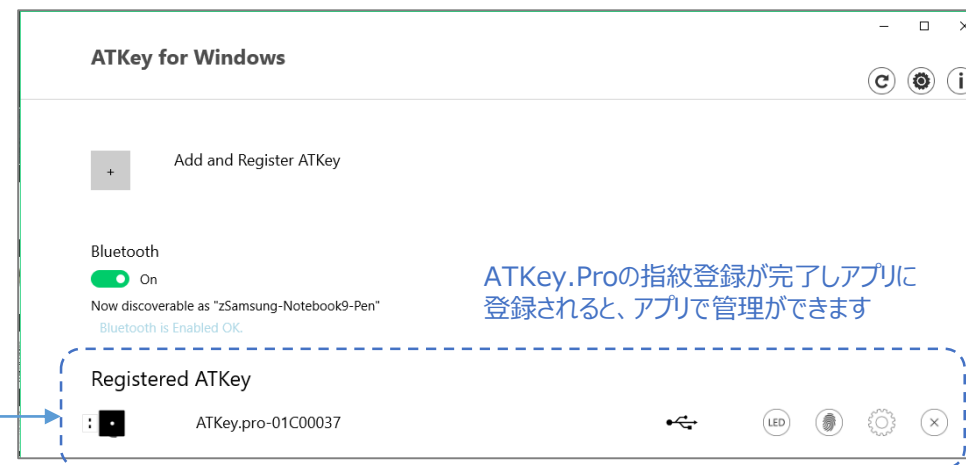 ATKey for Windows
Add and Register ATKey
Bluetooth
On
Now discoverable as "zSamsung-Notebook9-Pen"
Bluetooth is Enabled OK.
ATKey.Proの指紋登録が完了しアプリに
登録されると、アプリで管理ができます
Registered ATKey
ATKey.pro-01C00037
LED